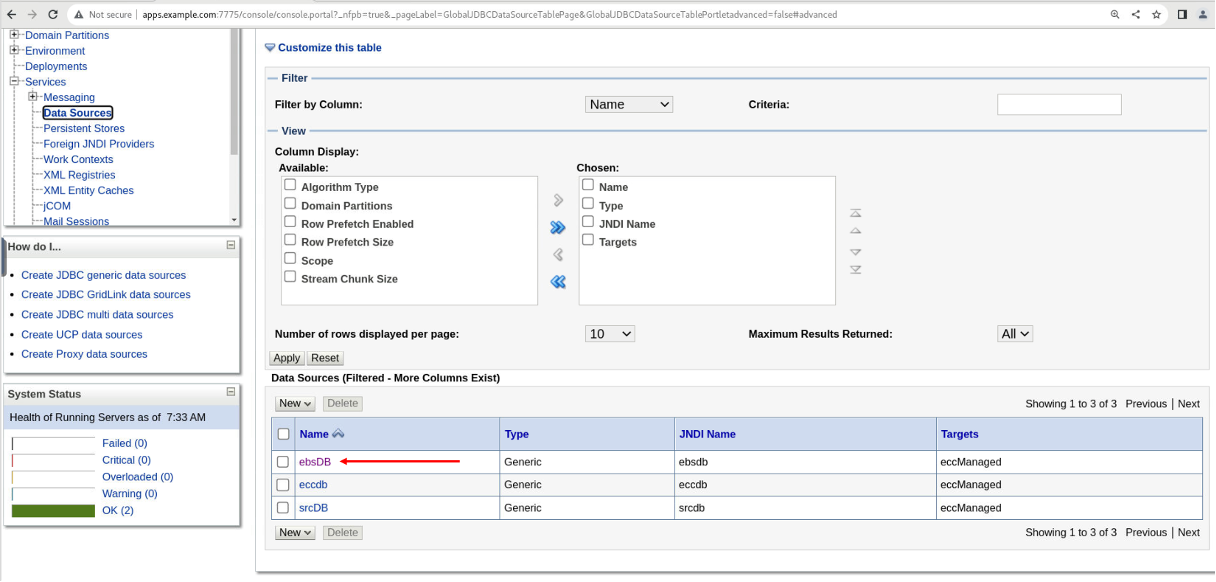 Not secure | apps.example.com:7775/console/console.portal?_nfpb=true&_pageLabel=GlobalJDBCDataSourceTablePage&GlobalJDBCDataSourceTablePortletadvanced=false#advanced
Domain Partitions
Environment
Deployments
Services
Messaging
Data Sources
Persistent Stores
Foreign JNDI Providers
Work Contexts
XML Registries
XML Entity Caches
jCOM
Mail Sessions
How do I...
Create JDBC generic data sources
Create JDBC GridLink data sources
Create JDBC multi data sources
Create UCP data sources
Create Proxy data sources
System Status
Health of Running Servers as of 7:33 AM
Failed (0)
Critical (0)
Overloaded (0)
Warning (0)
OK (2)
Customize this table
Filter
Filter by Column: Name Criteria:
View
Column Display:
Available: Chosen:
Algorithm Type Name
Domain Partitions Type
Row Prefetch Enabled JNDI Name
Row Prefetch Size Targets
Scope
Stream Chunk Size
Number of rows displayed per page: 10 Maximum Results Returned: All
Apply Reset
Data Sources (Filtered - More Columns Exist)
New Delete Showing 1 to 3 of 3 Previous | Next
Name Type JNDI Name Targets
ebsDB Generic ebsdb eccManaged
eccdb Generic eccdb eccManaged
srcDB Generic srcdb eccManaged
New Delete Showing 1 to 3 of 3 Previous | Next